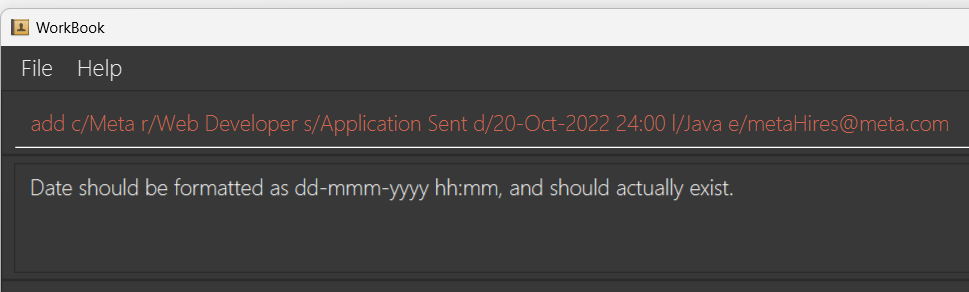 WorkBook
File Help
add c/Meta r/Web Developer s/Application Sent d/20-Oct-2022 24:00 l/Java e/metaHires@meta.com
Date should be formatted as dd-mmm-yyyy hh:mm, and should actually exist.